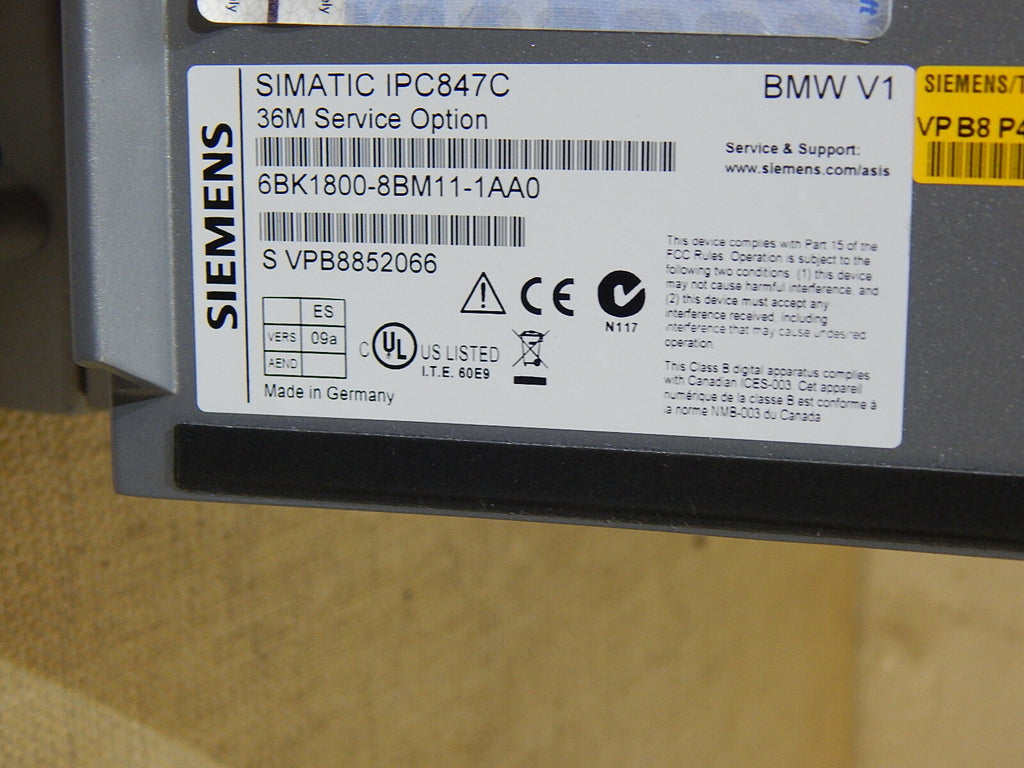 SIEMENS
SIMATIC IPC847C
BMW V1
36M Service Option
Service & Support:
www.siemens.com/asis
6BK1800-8BM11-1AA0
S VPB8852066
ES
VERS 09a
AEND
Made in Germany
C UL US LISTED
I.T.E. 60E9
CE
N117
This device complies with Part 15 of the
FCC Rules. Operation is subject to the
following two conditions: (1) this device
may not cause harmful interference, and
(2) this device must accept any
interference received, including
interference that may cause undesired
operation.
This Class B digital apparatus complies
with Canadian ICES-003. Cet appareil
numérique de la classe B est conforme à
la norme NMB-003 du Canada
SIEMENS/T
VP B8 P4